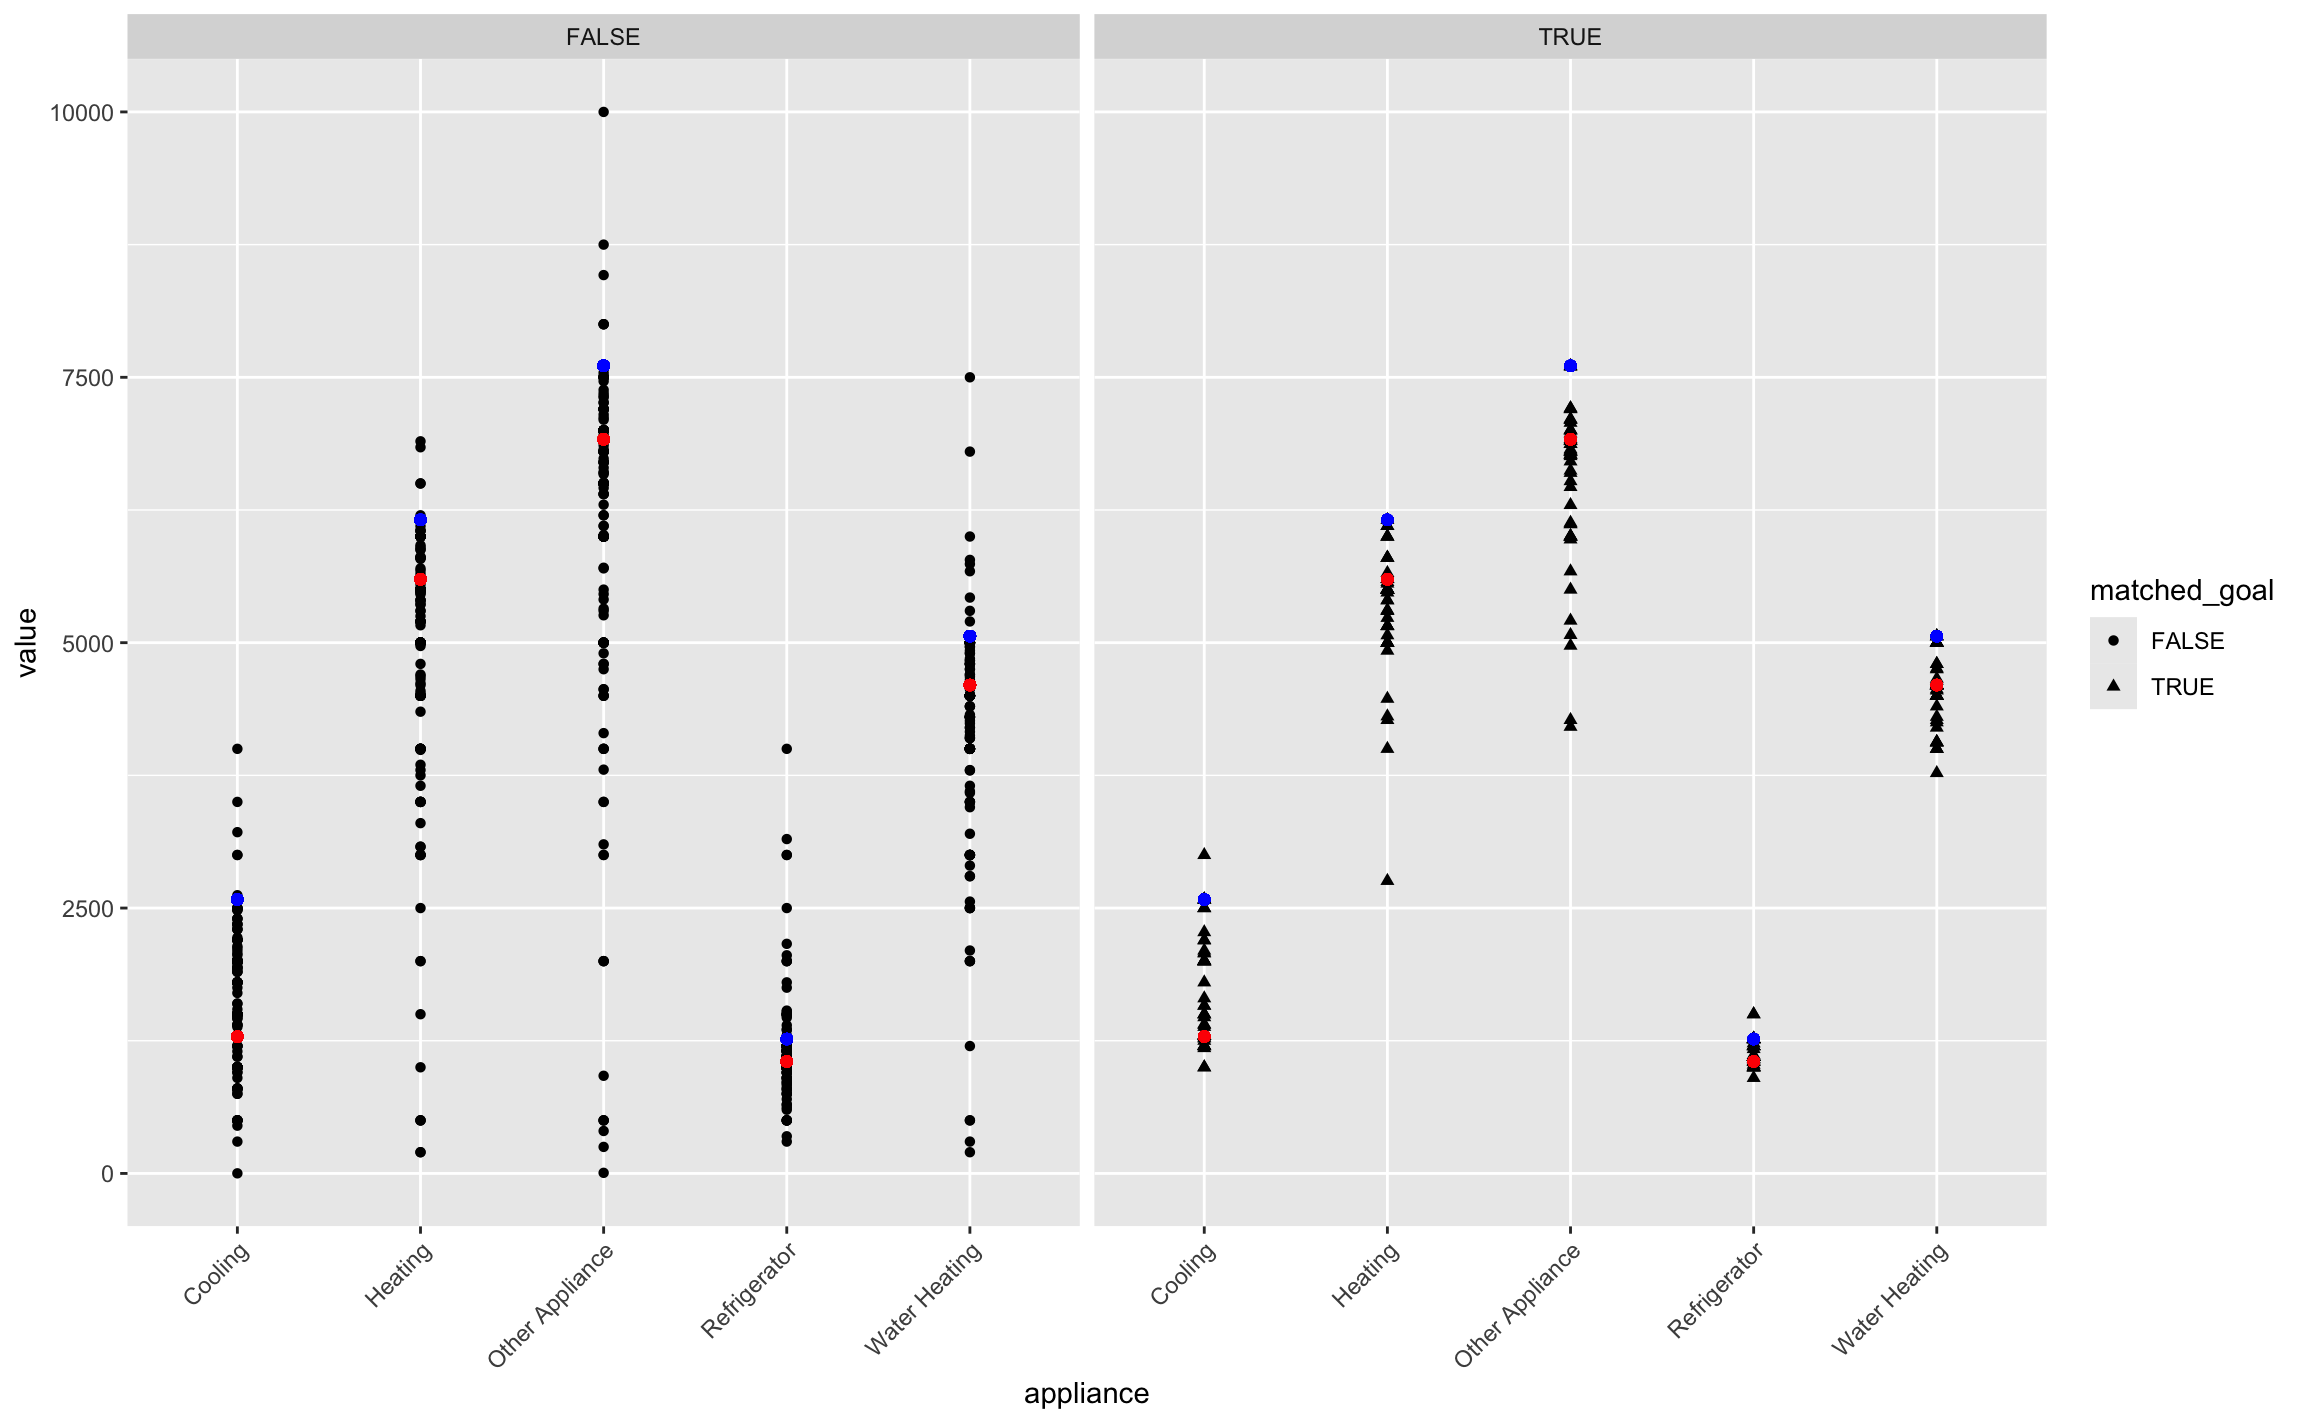 FALSE
TRUE
10000
7500
5000
2500
0
value
Cooling
Heating
Other Appliance
Refrigerator
Water Heating
Cooling
Heating
Other Appliance
Refrigerator
Water Heating
appliance
matched_goal
FALSE
TRUE